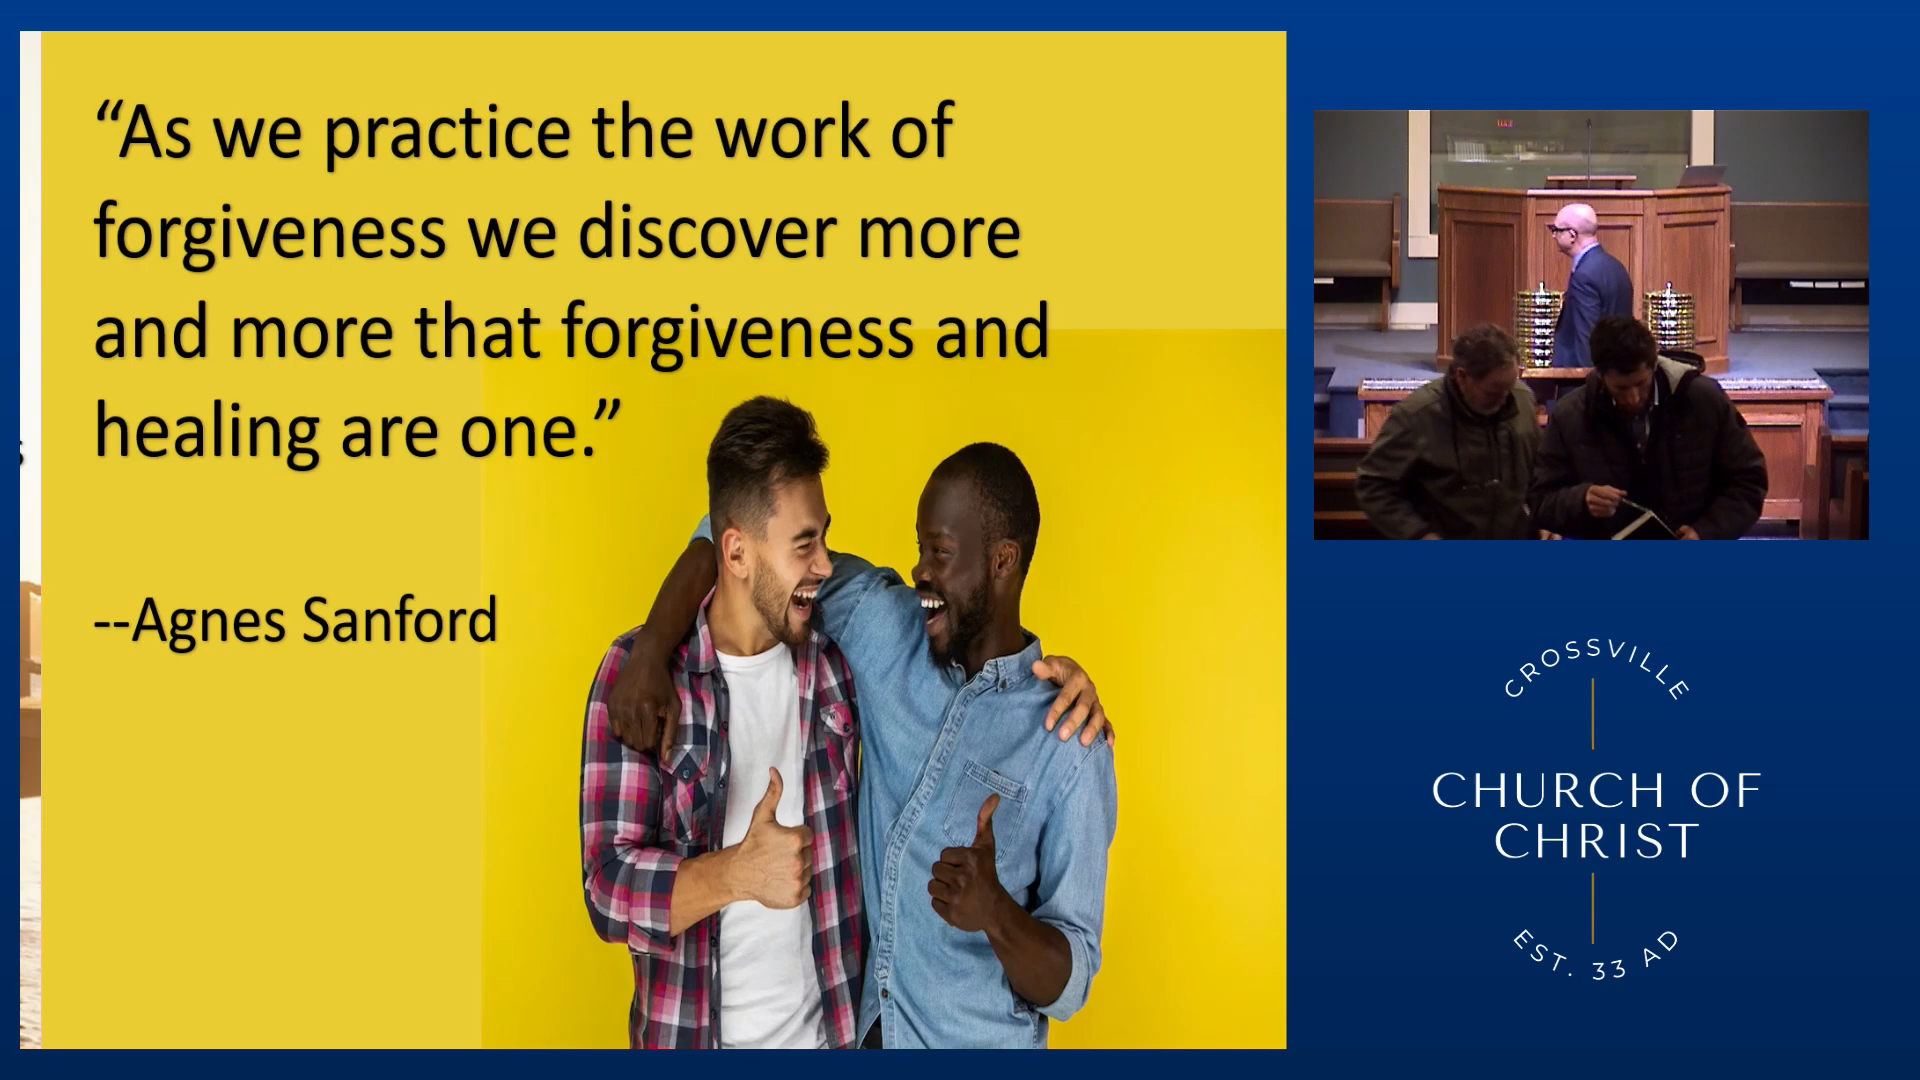 “As we practice the work of
forgiveness we discover more
and more that forgiveness and
healing are one.”
--Agnes Sanford
CROSSVILLE
CHURCH OF
CHRIST
EST. 33 AD